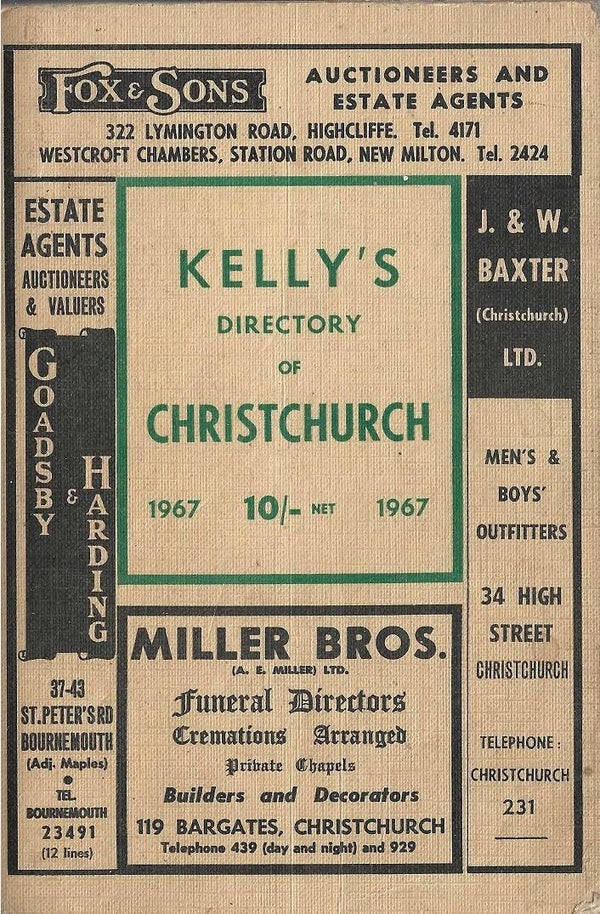 FOX & SONS
AUCTIONEERS AND
ESTATE AGENTS
322 LYMINGTON ROAD, HIGHCLIFFE. Tel. 4171
WESTCROFT CHAMBERS, STATION ROAD, NEW MILTON. Tel. 2424
ESTATE
AGENTS
AUCTIONEERS
& VALUERS
GOADSBY
&
HARDING
37-43
ST. PETER'S RD
BOURNEMOUTH
(Adj. Maples)
●
TEL.
BOURNEMOUTH
23491
(12 lines)
KELLY'S
DIRECTORY
OF
CHRISTCHURCH
1967 10/- NET 1967
MILLER BROS.
(A. E. MILLER) LTD.
Funeral Directors
Cremations Arranged
Private Chapels
Builders and Decorators
119 BARGATES, CHRISTCHURCH
Telephone 439 (day and night) and 929
J. & W.
BAXTER
(Christchurch)
LTD.
MEN'S &
BOYS'
OUTFITTERS
34 HIGH
STREET
CHRISTCHURCH
TELEPHONE :
CHRISTCHURCH
231